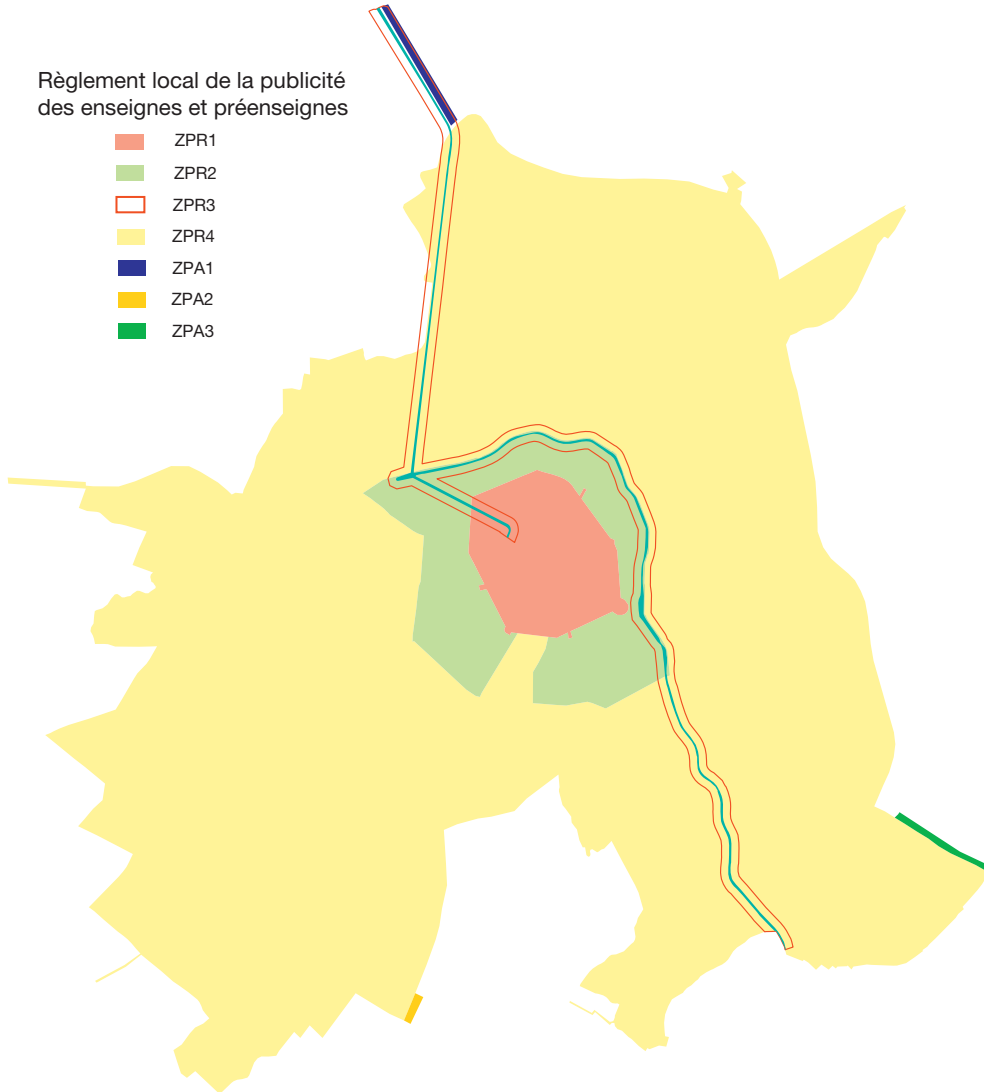 Règlement local de la publicité
des enseignes et préenseignes
ZPR1
ZPR2
ZPR3
ZPR4
ZPA1
ZPA2
ZPA3